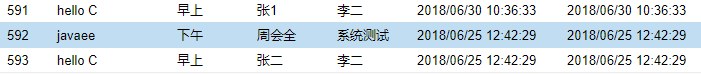 591 hello C 早上 张1 李二 2018/06/30 10:36:33 2018/06/30 10:36:33
592 javaee 下午 周会全 系统测试 2018/06/25 12:42:29 2018/06/25 12:42:29
593 hello C 早上 张二 李二 2018/06/25 12:42:29 2018/06/25 12:42:29